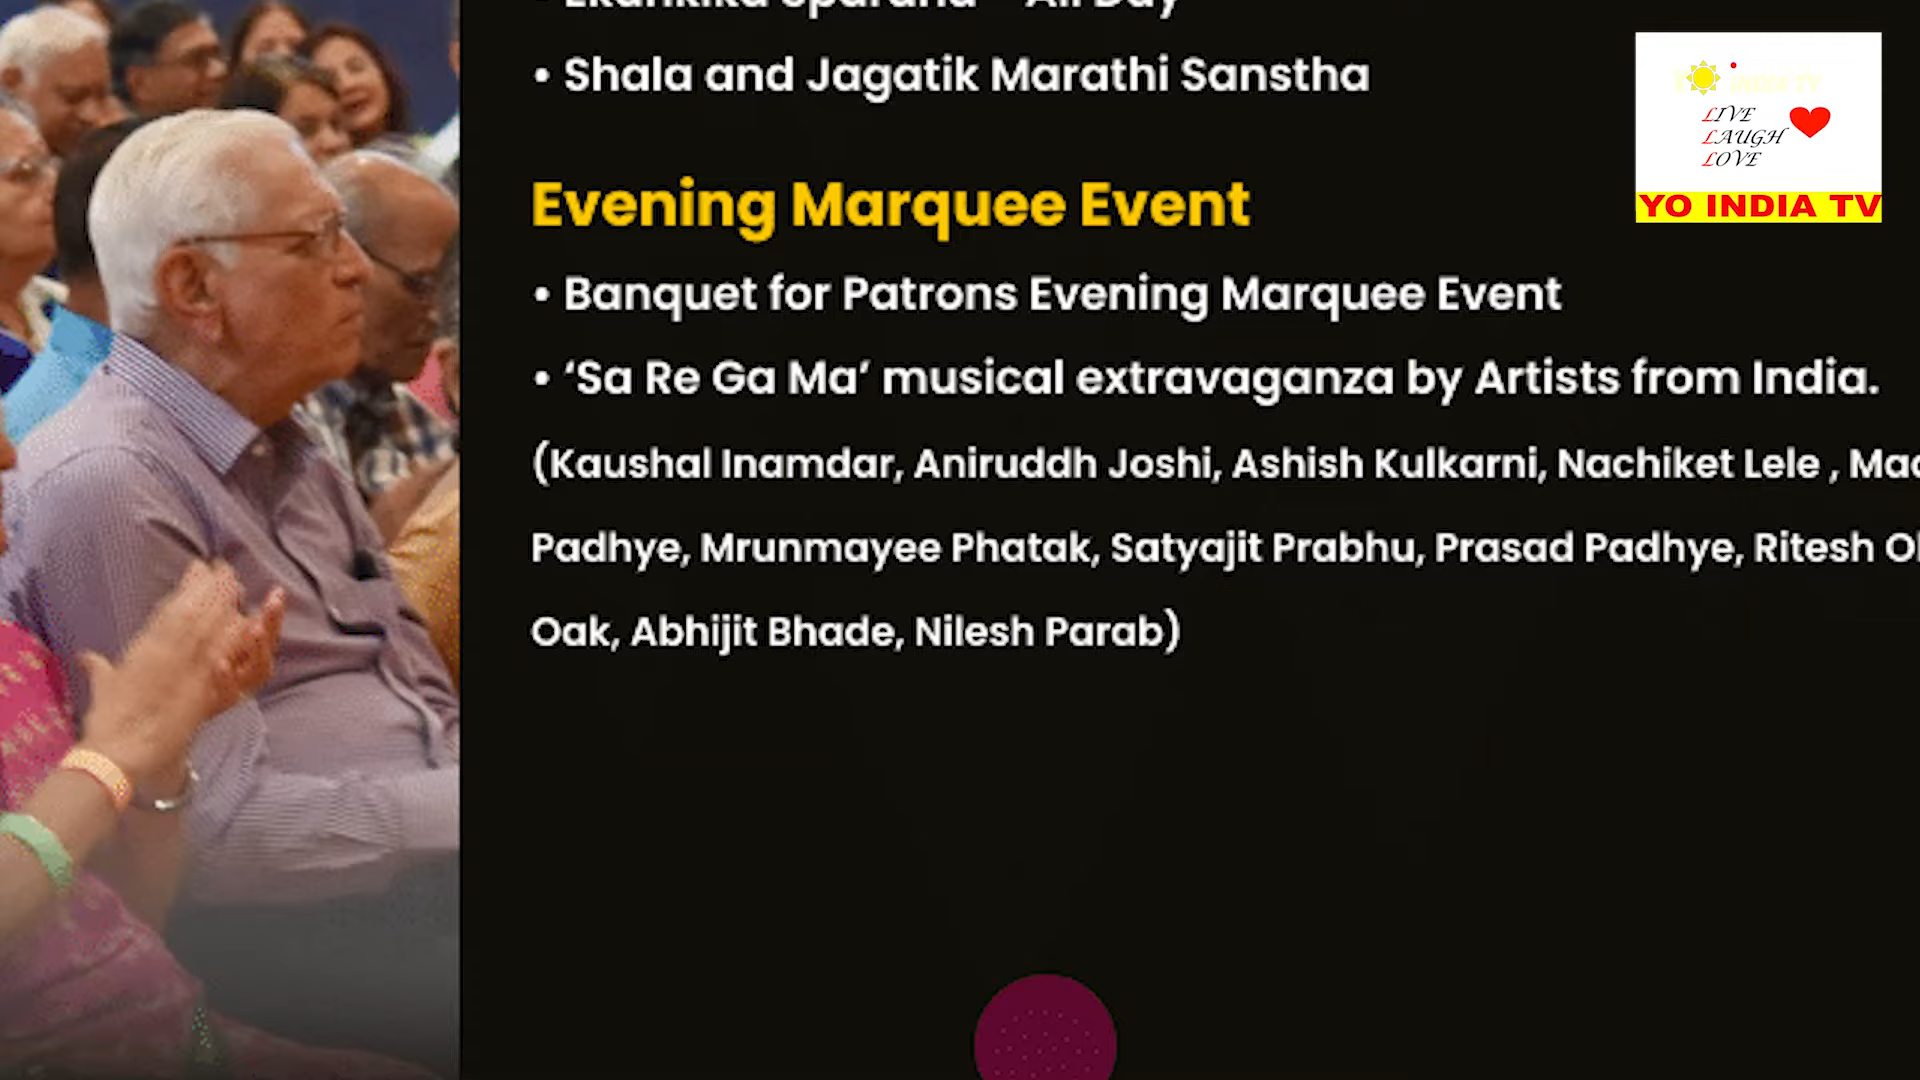 • Shala and Jagatik Marathi Sanstha
Evening Marquee Event
• Banquet for Patrons Evening Marquee Event
• ‘Sa Re Ga Ma’ musical extravaganza by Artists from India.
(Kaushal Inamdar, Aniruddh Joshi, Ashish Kulkarni, Nachiket Lele ,
Padhye, Mrunmayee Phatak, Satyajit Prabhu, Prasad Padhye, Ritesh
Oak, Abhijit Bhade, Nilesh Parab)
LIVE
LAUGH
LOVE
YO INDIA TV